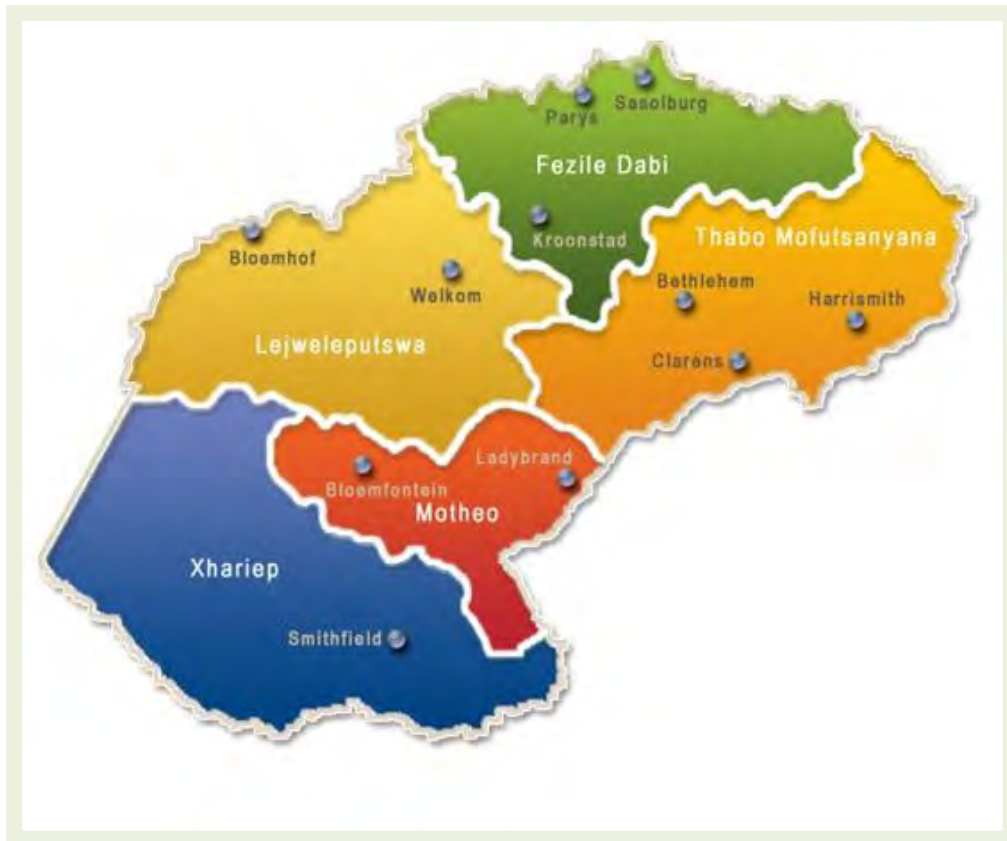 Sasolburg
Parys
Fezile Dabi
Kroonstad
Thabo Mofutsanyana
Bloemhof
Welkom
Bethlehem
Harrismith
Lejweleputswa
Clarens
Ladybrand
Bloemfontein
Motheo
Xhariep
Smithfield